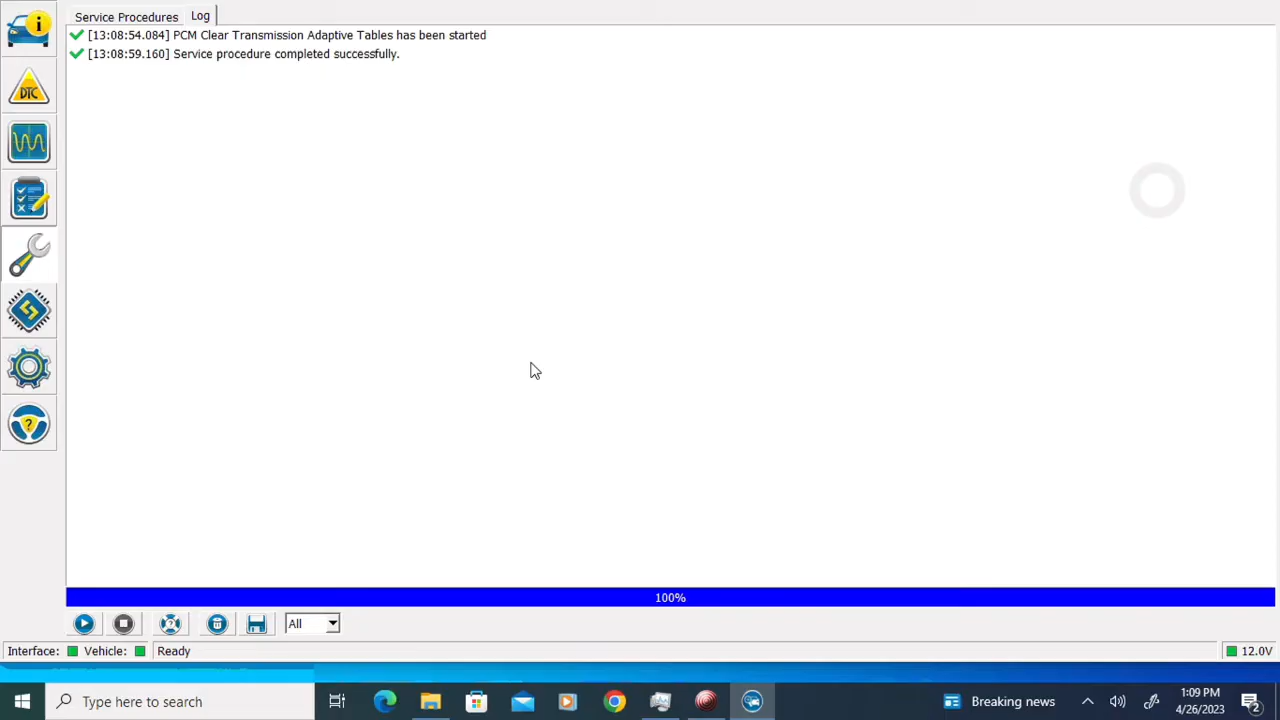 Service Procedures
Log
[13:08:54.084] PCM Clear Transmission Adaptive Tables has been started
[13:08:59.160] Service procedure completed successfully.
i
DTC
?
100%
?
All
Interface:
Vehicle:
Ready
12.0V
Type here to search
Breaking news
1:09 PM
4/26/2023
2